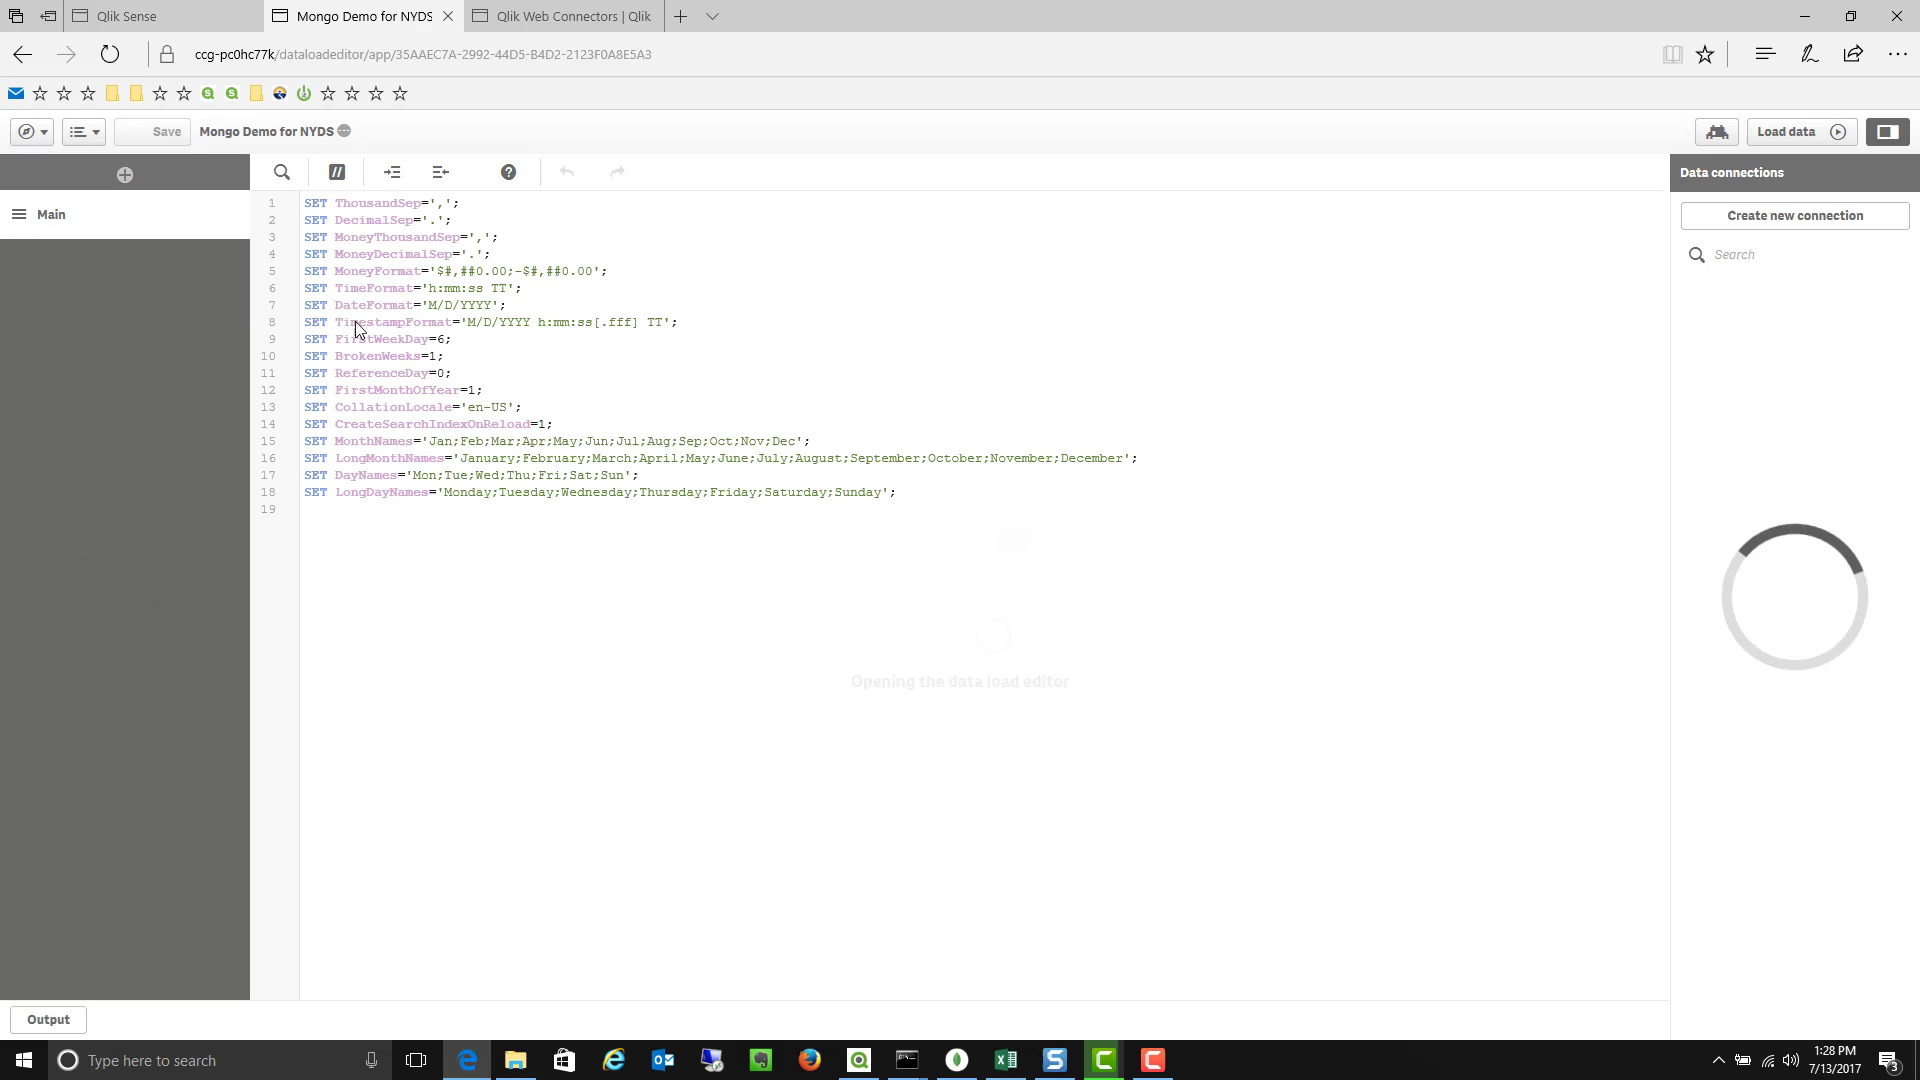 Qlik Sense
Mongo Demo for NYDS
Qlik Web Connectors | Qlik
ccg-pc0hc77k/dataloadeditor/app/35AAEC7A-2992-44D5-B4D2-2123F0A8E5A3
Save
Mongo Demo for NYDS
Load data
Data connections
Create new connection
Search
Main
1 SET ThousandSep=',';
2 SET DecimalSep='.';
3 SET MoneyThousandSep=',';
4 SET MoneyDecimalSep='.';
5 SET MoneyFormat='$#,##0.00;-$#,##0.00';
6 SET TimeFormat='h:mm:ss TT';
7 SET DateFormat='M/D/YYYY';
8 SET TimestampFormat='M/D/YYYY h:mm:ss[.fff] TT';
9 SET FirstWeekDay=6;
10 SET BrokenWeeks=1;
11 SET ReferenceDay=0;
12 SET FirstMonthOfYear=1;
13 SET CollationLocale='en-US';
14 SET CreateSearchIndexOnReload=1;
15 SET MonthNames='Jan;Feb;Mar;Apr;May;Jun;Jul;Aug;Sep;Oct;Nov;Dec';
16 SET LongMonthNames='January;February;March;April;May;June;July;August;September;October;November;December';
17 SET DayNames='Mon;Tue;Wed;Thu;Fri;Sat;Sun';
18 SET LongDayNames='Monday;Tuesday;Wednesday;Thursday;Friday;Saturday;Sunday';
19
Opening the data load editor
Output
Type here to search
1:28 PM
7/13/2017
3